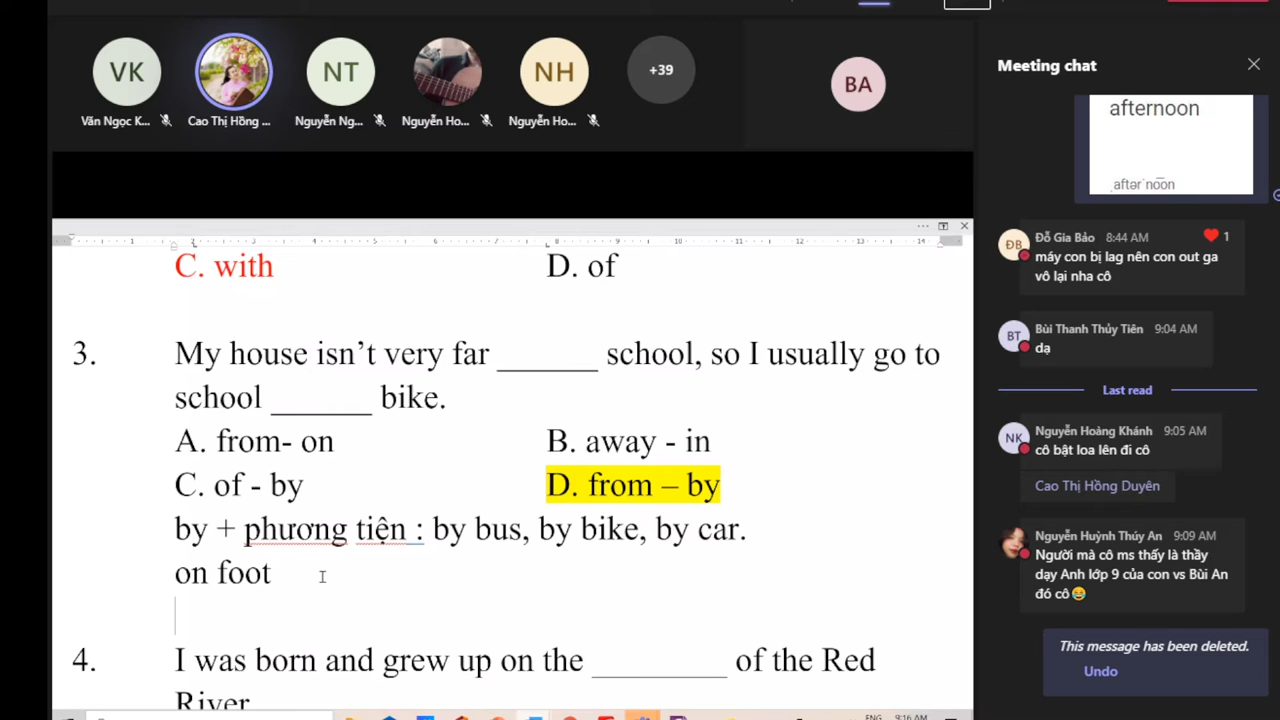 VK
NT
NH
+39
BA
Văn Ngọc K...
Cao Thị Hồng ...
Nguyễn Ng...
Nguyễn Ho...
Nguyễn Ho...
C. with D. of
3. My house isn’t very far _______ school, so I usually go to
school _______ bike.
A. from- on B. away - in
C. of - by D. from – by
by + phương tiện : by bus, by bike, by car.
on foot
4. I was born and grew up on the ________ of the Red
River
ENG 9:16 AM
Meeting chat
afternoon
ˌaftərˈno͞on
ĐB
Đỗ Gia Bảo 8:44 AM
1
máy con bị lag nên con out ga
vô lại nha cô
BT
Bùi Thanh Thủy Tiên 9:04 AM
dạ
Last read
NK
Nguyễn Hoàng Khánh 9:05 AM
cô bật loa lên đi cô
Cao Thị Hồng Duyên
Nguyễn Huỳnh Thúy An 9:09 AM
Người mà cô ms thấy là thầy
dạy Anh lớp 9 của con vs Bùi An
đó cô😂
This message has been deleted.
Undo